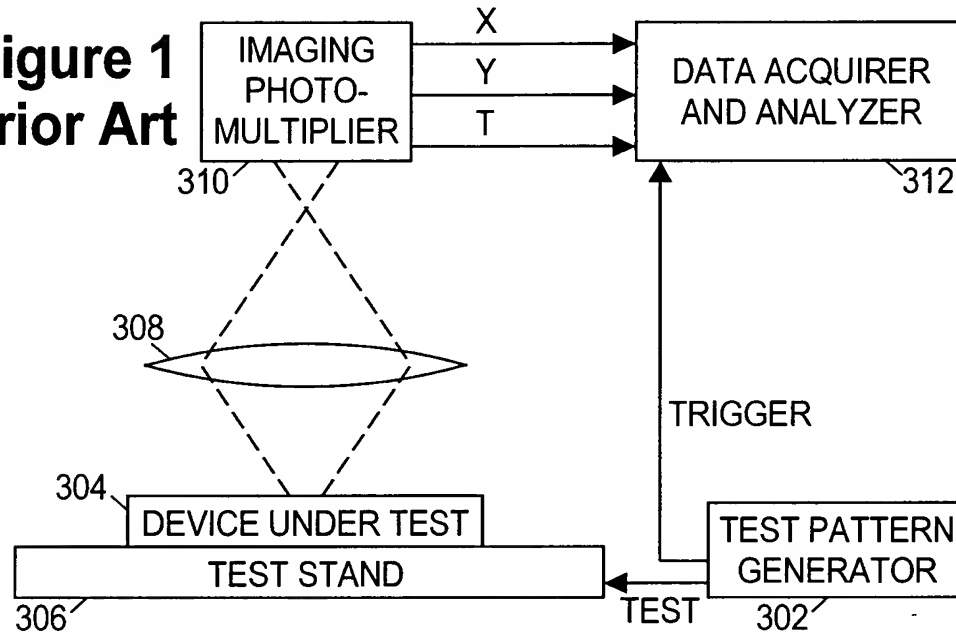 igure 1
rior Art
IMAGING
PHOTO-
MULTIPLIER
X
Y
T
DATA ACQUIRER
AND ANALYZER
310
312
308
TRIGGER
304
DEVICE UNDER TEST
TEST STAND
TEST PATTERN
GENERATOR
306
TEST
302